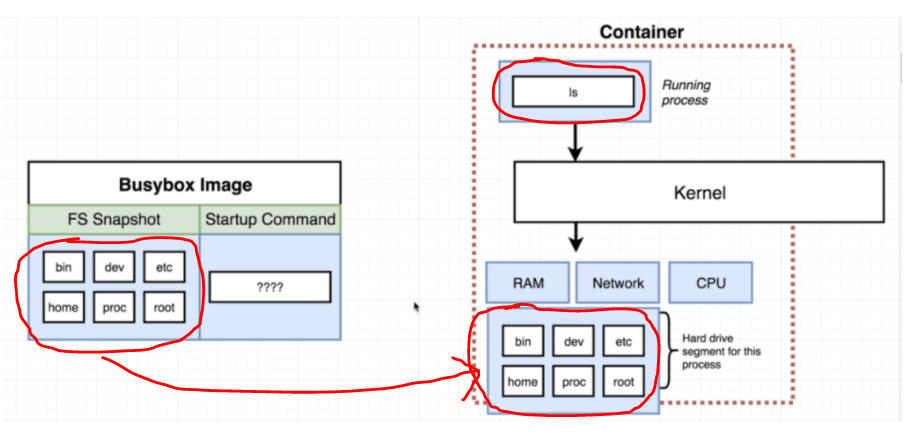 Container
ls
Running
process
Busybox Image
FS Snapshot
Startup Command
bin
dev
etc
home
proc
root
????
Kernel
RAM
Network
CPU
bin
dev
etc
home
proc
root
Hard drive
segment for this
process